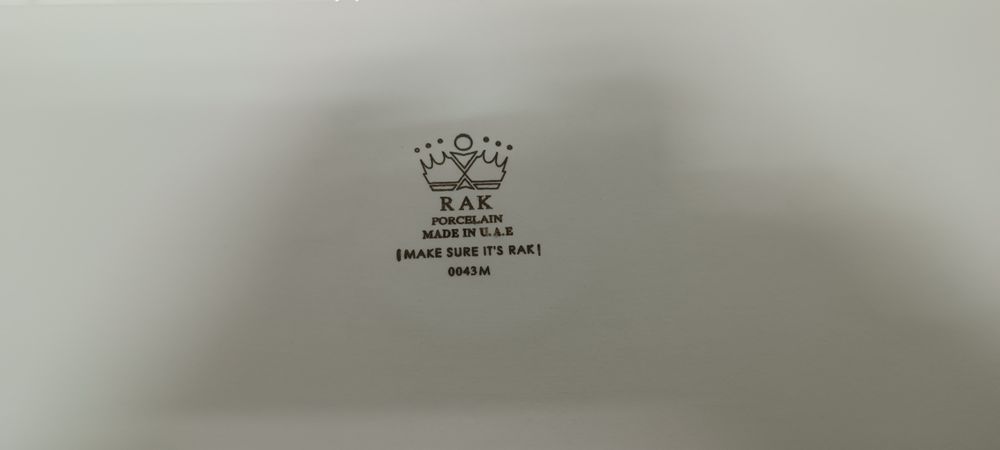 RAK
PORCELAIN
MADE IN U.A.E
MAKE SURE IT'S RAK
0043M